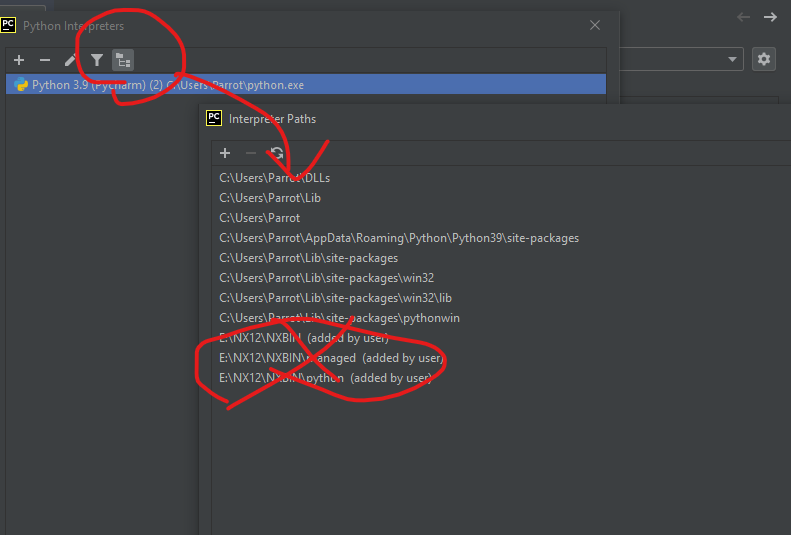 PC Python Interpreters
Python 3.9 (Pycharm) (2) C:\Users\Parrot\python.exe
PC Interpreter Paths
C:\Users\Parrot\DLLs
C:\Users\Parrot\Lib
C:\Users\Parrot
C:\Users\Parrot\AppData\Roaming\Python\Python39\site-packages
C:\Users\Parrot\Lib\site-packages
C:\Users\Parrot\Lib\site-packages\win32
C:\Users\Parrot\Lib\site-packages\win32\lib
C:\Users\Parrot\Lib\site-packages\pythonwin
E:\NX12\NXBIN (added by user)
E:\NX12\NXBIN\managed (added by user)
E:\NX12\NXBIN\python (added by user)